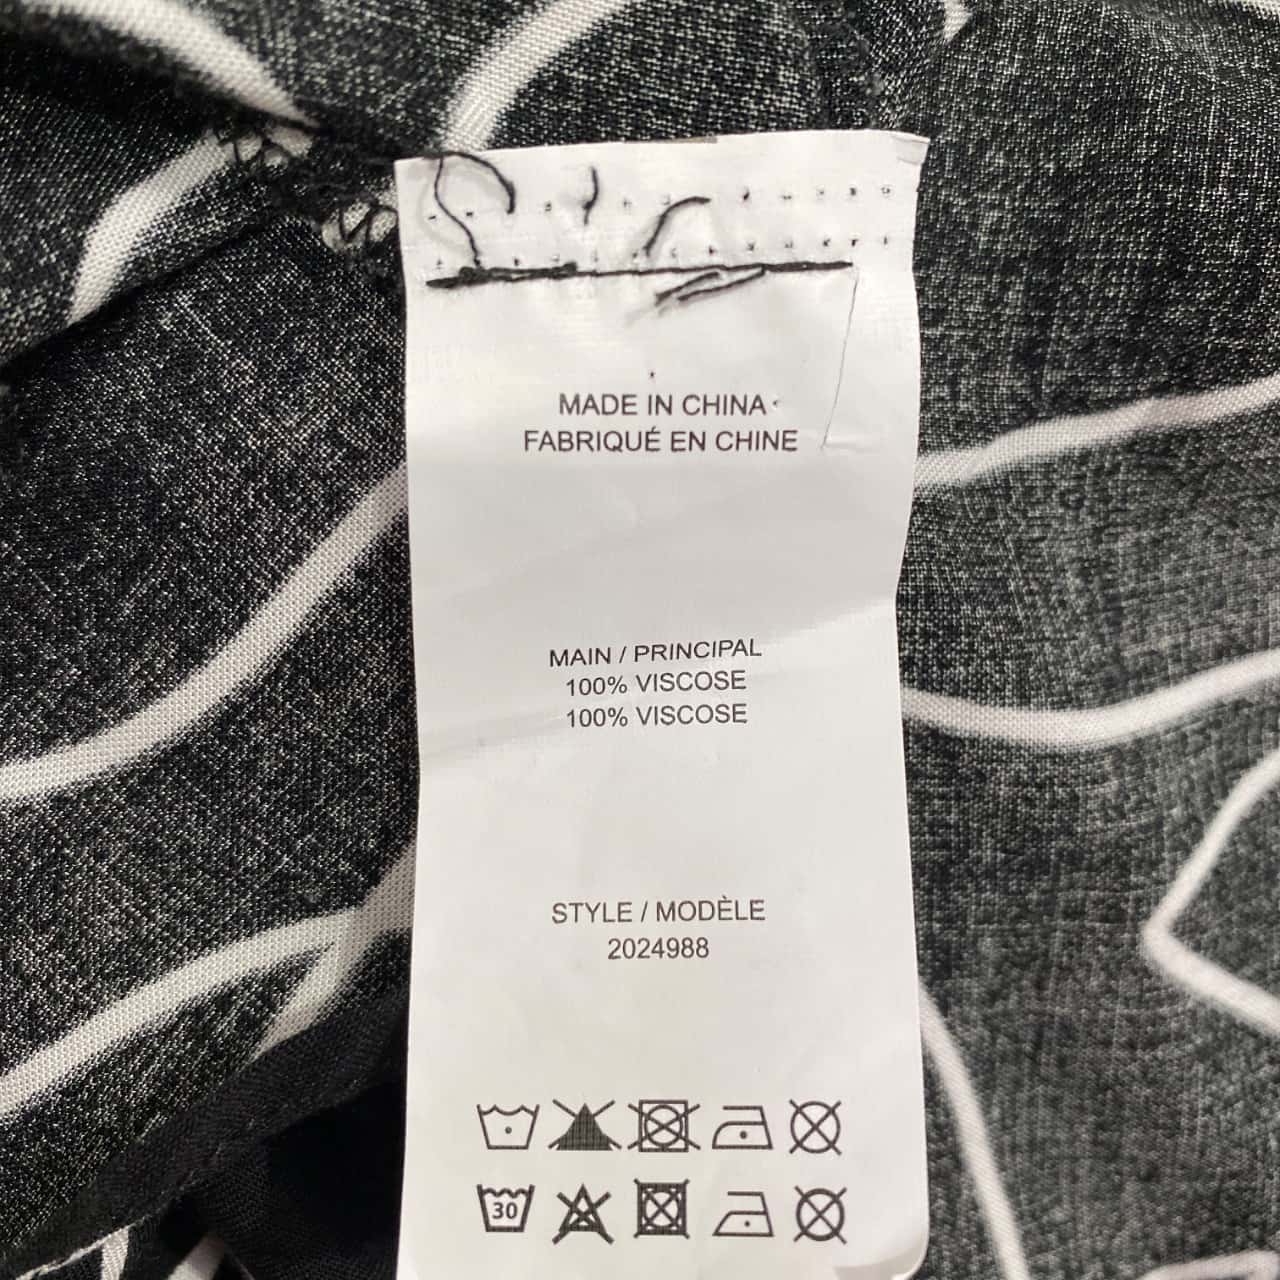 MADE IN CHINA
FABRIQUÉ EN CHINE
MAIN / PRINCIPAL
100% VISCOSE
100% VISCOSE
STYLE / MODÈLE
2024988
30